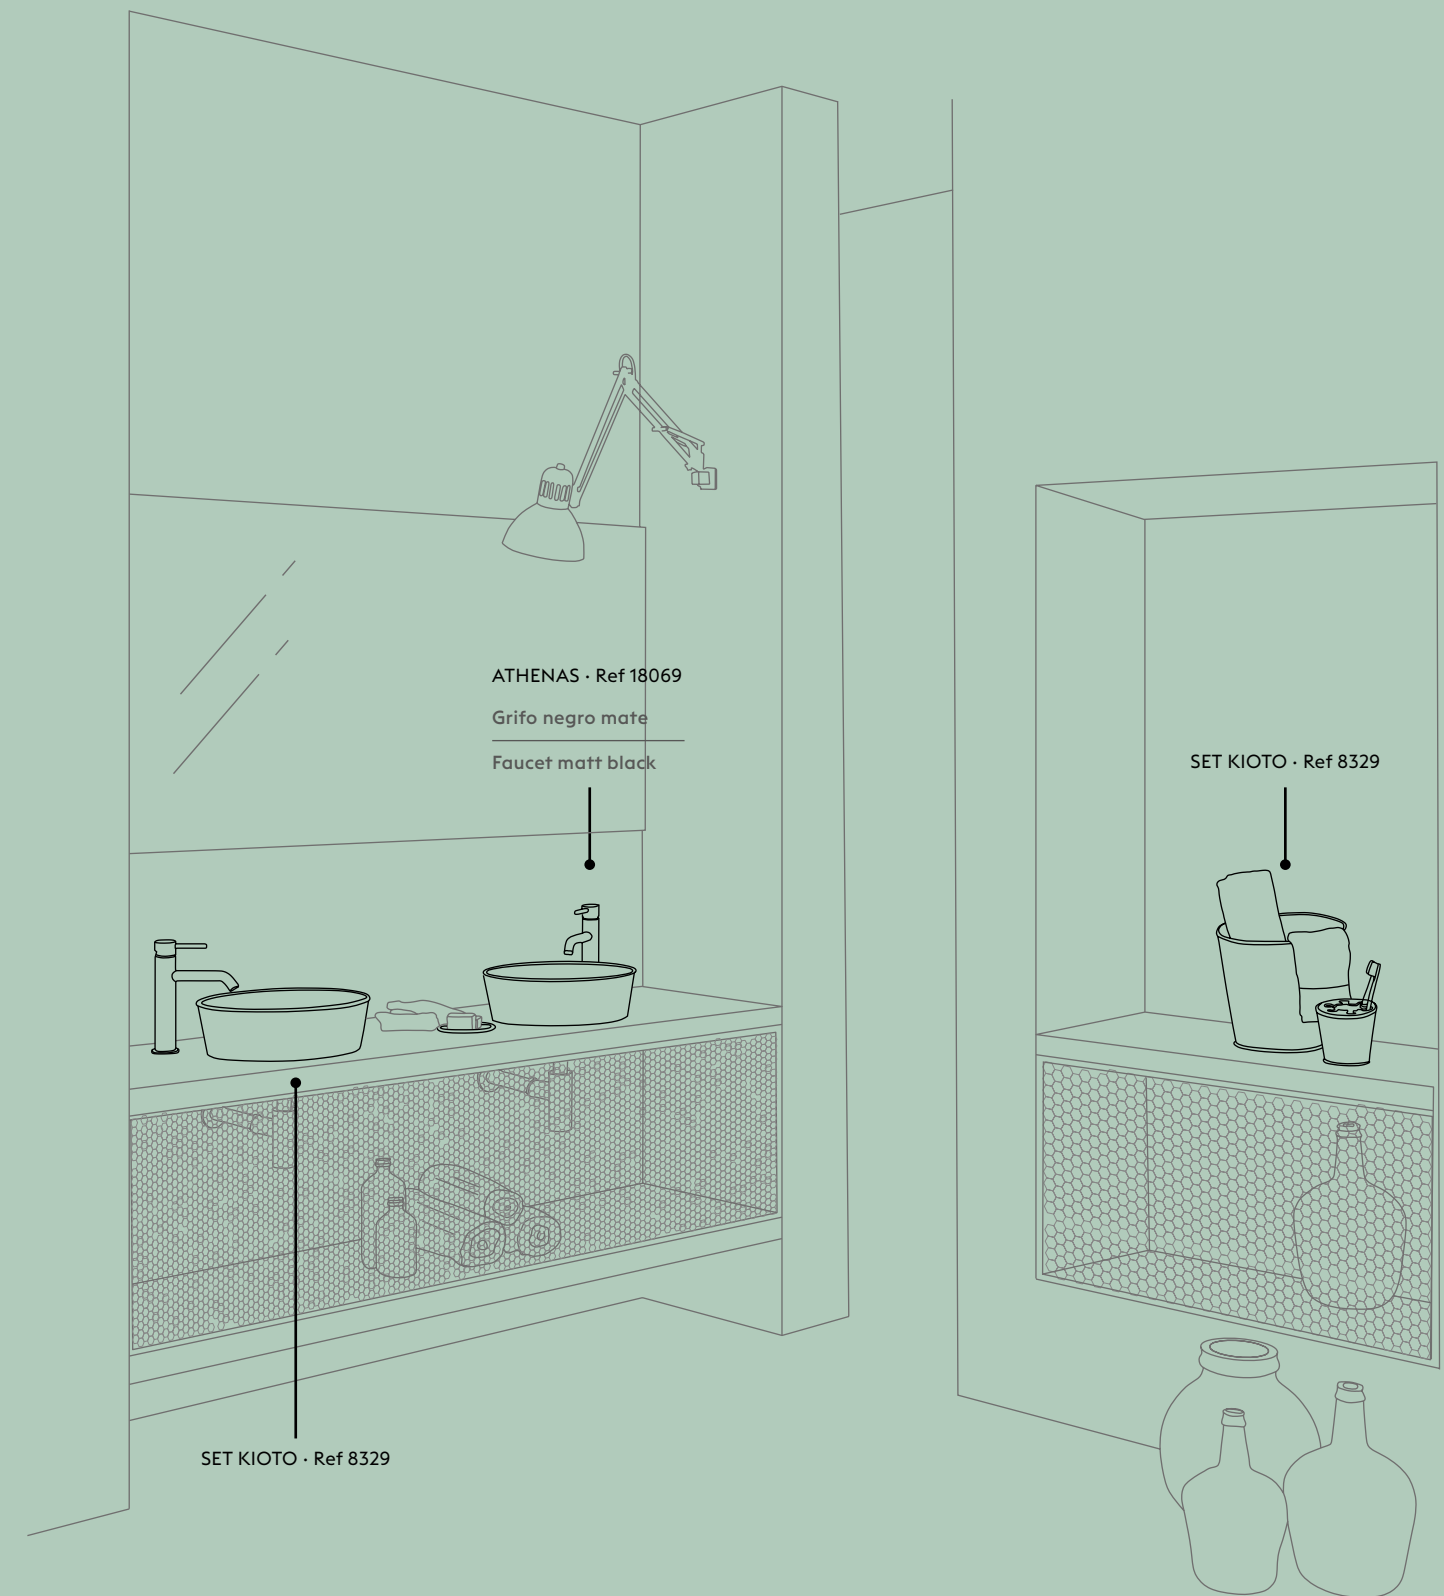 ATHENAS · Ref 18069
Grifo negro mate
Faucet matt black
SET KIOTO · Ref 8329
SET KIOTO · Ref 8329